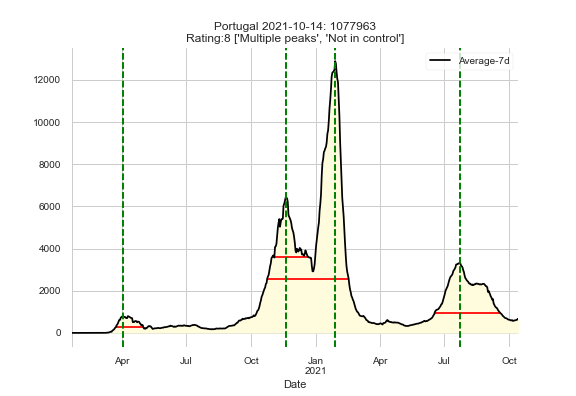 Portugal 2021-10-14: 1077963
Rating:8 ['Multiple peaks', 'Not in control']
Average-7d
12000
10000
8000
6000
4000
2000
0
Apr Jul Oct Jan Apr Jul Oct
2021
Date